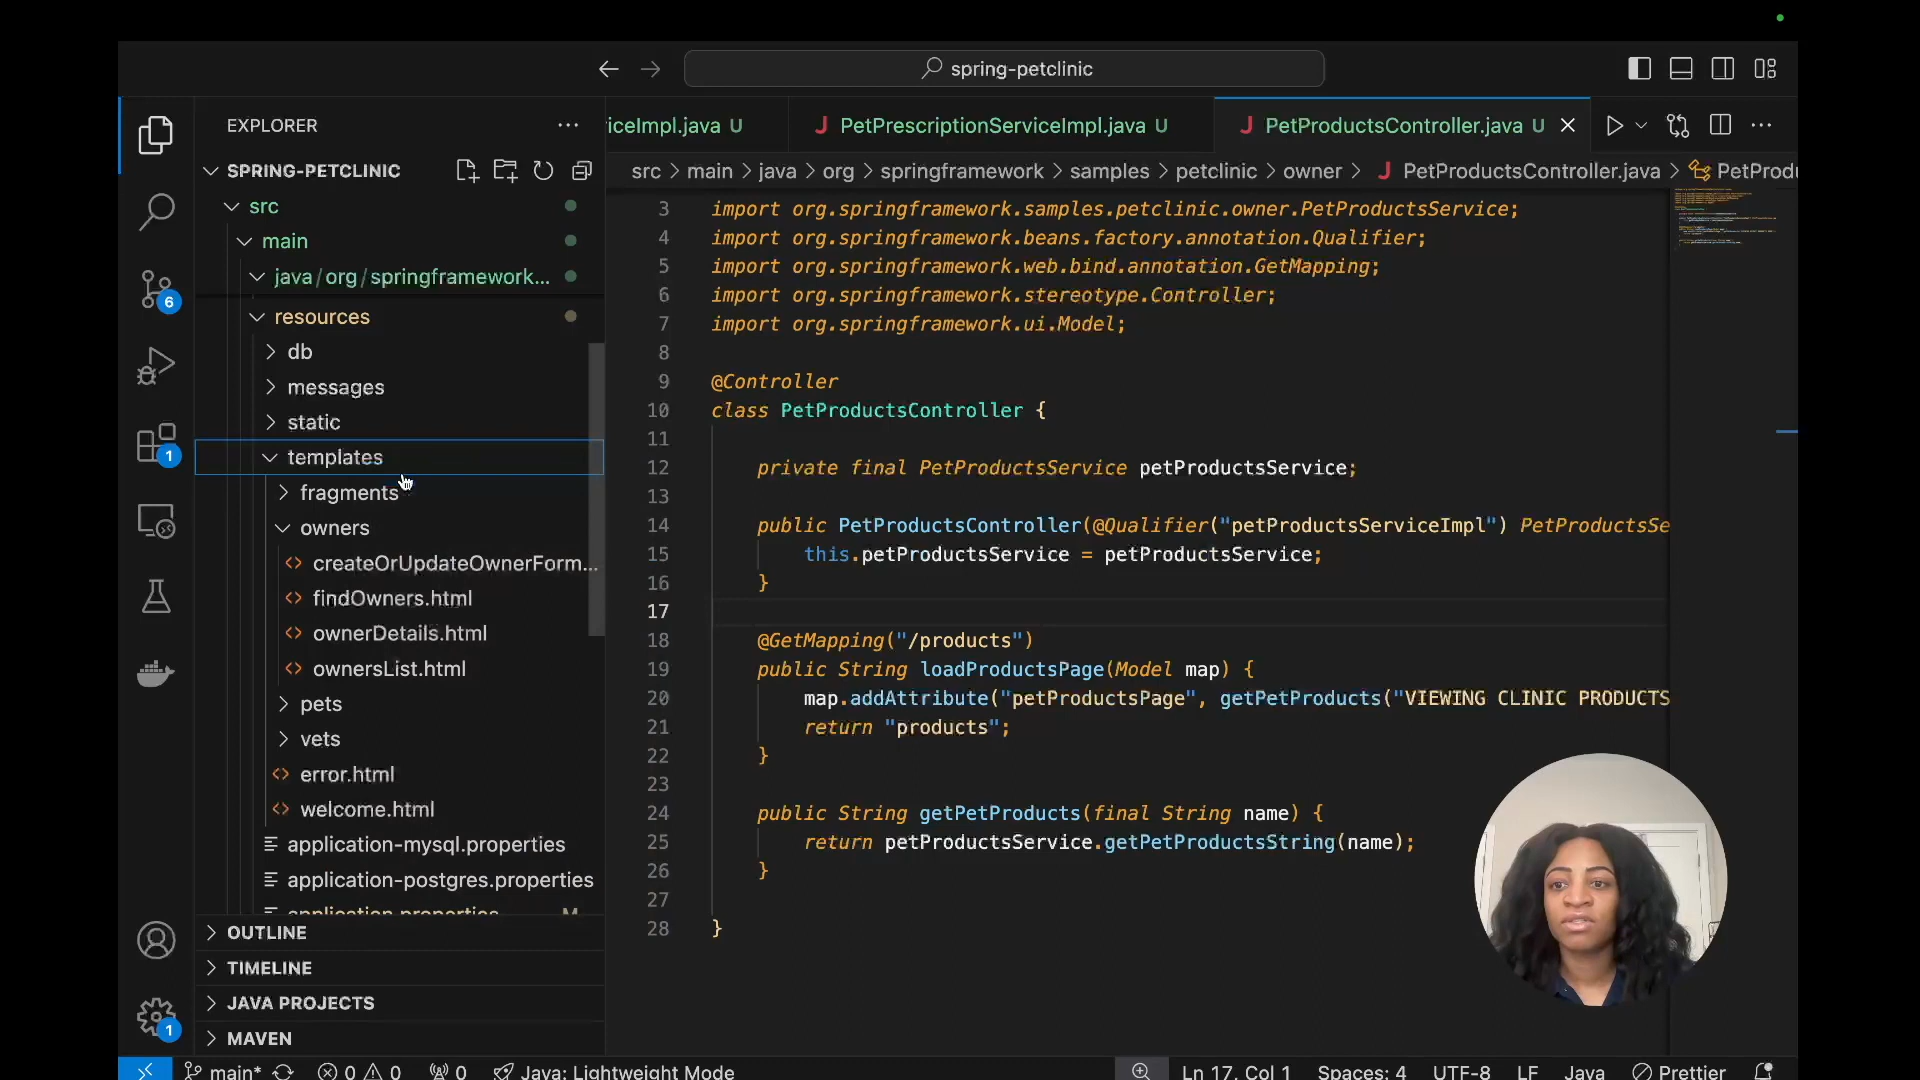 spring-petclinic
EXPLORER
iceImpl.java U
PetPrescriptionServiceImpl.java U
PetProductsController.java U
SPRING-PETCLINIC
src > main > java > org > springframework > samples > petclinic > owner > J PetProductsController.java > PetProdu
src
main
java/org/springframework...
resources
db
messages
static
templates
fragments
owners
createOrUpdateOwnerForm...
findOwners.html
ownerDetails.html
ownersList.html
pets
vets
error.html
welcome.html
application-mysql.properties
application-postgres.properties
application.properties M
OUTLINE
TIMELINE
JAVA PROJECTS
MAVEN
6
1
1
3 import org.springframework.samples.petclinic.owner.PetProductsService;
4 import org.springframework.beans.factory.annotation.Qualifier;
5 import org.springframework.web.bind.annotation.GetMapping;
6 import org.springframework.stereotype.Controller;
7 import org.springframework.ui.Model;
8
9 @Controller
10 class PetProductsController {
11
12 private final PetProductsService petProductsService;
13
14 public PetProductsController(@Qualifier("petProductsServiceImpl") PetProductsSe
15 this.petProductsService = petProductsService;
16 }
17
18 @GetMapping("/products")
19 public String loadProductsPage(Model map) {
20 map.addAttribute("petProductsPage", getPetProducts("VIEWING CLINIC PRODUCTS
21 return "products";
22 }
23
24 public String getPetProducts(final String name) {
25 return petProductsService.getPetProductsString(name);
26 }
27
28 }
main* 0 0 0 Java: Lightweight Mode
Ln 17, Col 1 Spaces: 4 UTF-8 LF Java Prettier